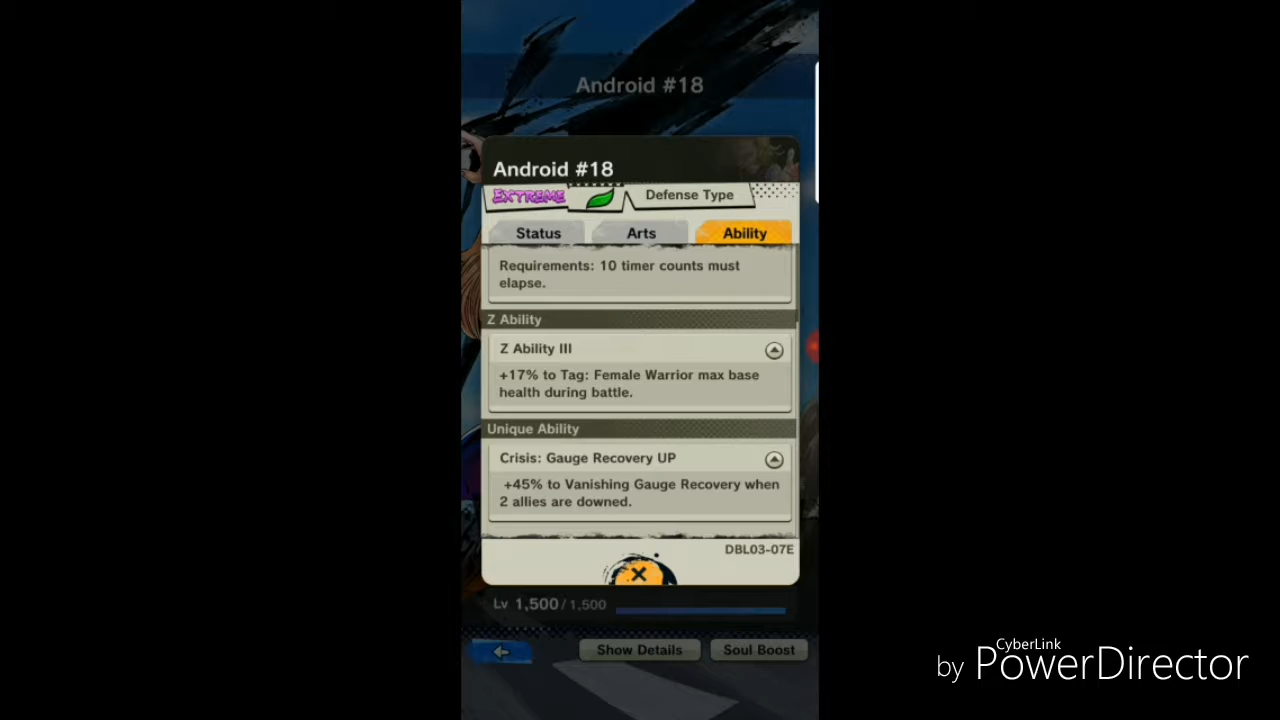 Android #18
Android #18
EXTREME
Defense Type
Status
Arts
Ability
Requirements: 10 timer counts must
elapse.
Z Ability
Z Ability III
+17% to Tag: Female Warrior max base
health during battle.
Unique Ability
Crisis: Gauge Recovery UP
+45% to Vanishing Gauge Recovery when
2 allies are downed.
DBL03-07E
Lv 1,500/1,500
Show Details
Soul Boost
CyberLink
by PowerDirector